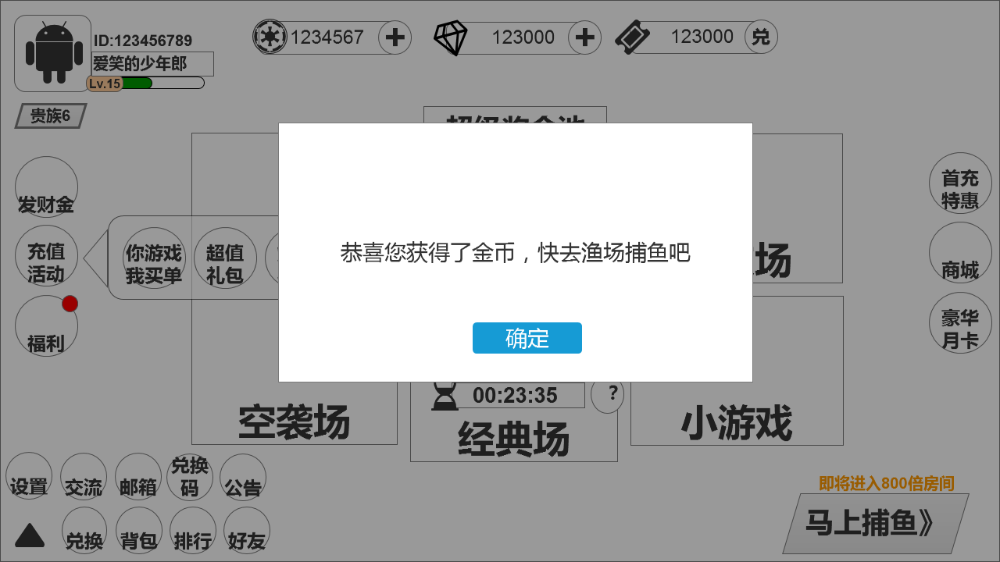 ID:123456789
爱笑的少年郎
Lv.15
贵族6
1234567
123000
123000
兑
发财金
充值
活动
福利
你游戏
我买单
超值
礼包
首充
特惠
商城
豪华
月卡
恭喜您获得了金币，快去渔场捕鱼吧
确定
场
00:23:35
?
空袭场
经典场
小游戏
设置
交流
邮箱
兑换
码
公告
兑换
背包
排行
好友
即将进入800倍房间
马上捕鱼》